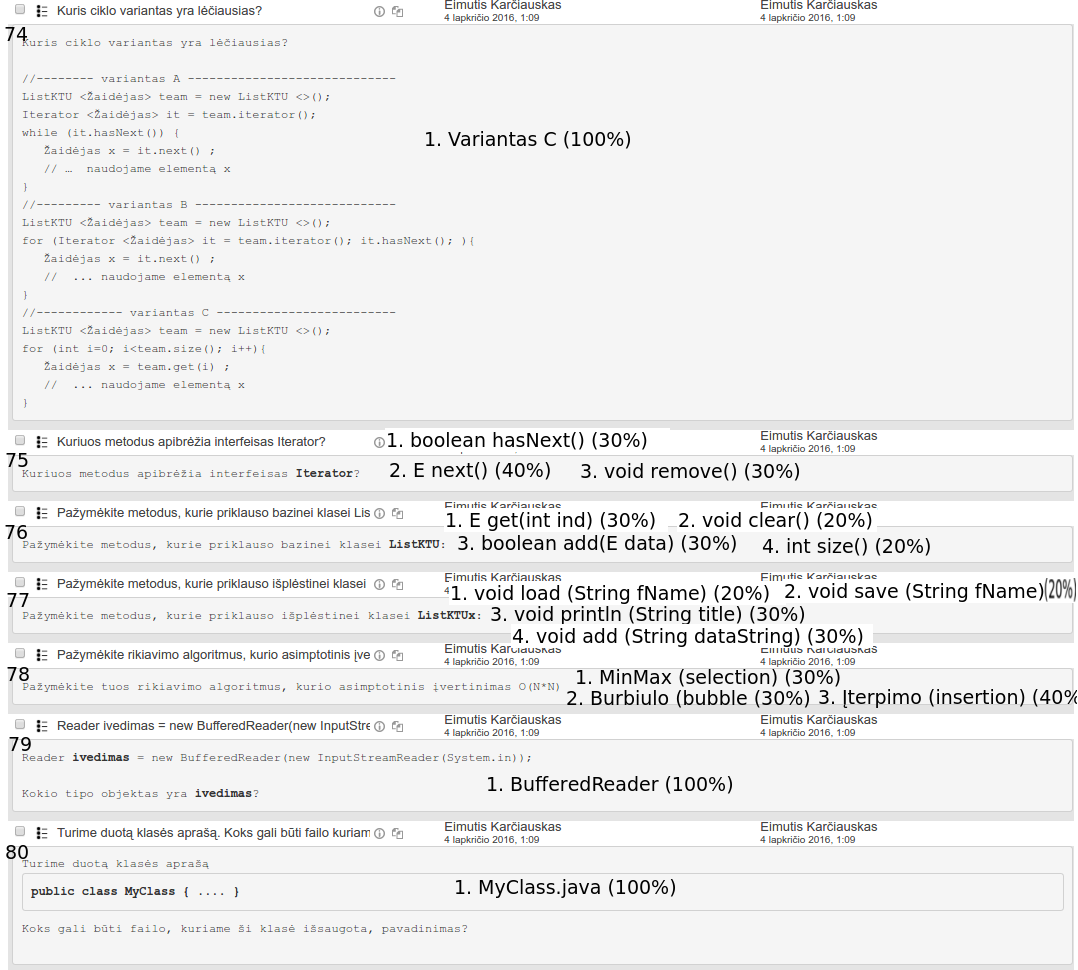 Kuris ciklo variantas yra lėčiausias?
Eimutis Karčiauskas
Eimutis Karčiauskas
4 lapkričio 2016, 1:09
4 lapkričio 2016, 1:09
74
Kuris ciklo variantas yra lėčiausias?
//-------- variantas A -----------------------------
ListKTU <Žaidėjas> team = new ListKTU <>();
Iterator <Žaidėjas> it = team.iterator();
while (it.hasNext()) {
1. Variantas C (100%)
Žaidėjas x = it.next() ;
// … naudojame elementą x
}
//--------- variantas B ----------------------------
ListKTU <Žaidėjas> team = new ListKTU <>();
for (Iterator <Žaidėjas> it = team.iterator(); it.hasNext(); ){
Žaidėjas x = it.next() ;
// ... naudojame elementą x
}
//------------ variantas C -------------------------
ListKTU <Žaidėjas> team = new ListKTU <>();
for (int i=0; i<team.size(); i++){
Žaidėjas x = team.get(i) ;
// ... naudojame elementą x
}
Kuriuos metodus apibrėžia interfeisas Iterator?
1. boolean hasNext() (30%)
Eimutis Karčiauskas
4 lapkričio 2016, 1:09
75
Kuriuos metodus apibrėžia interfeisas Iterator?
2. E next() (40%) 3. void remove() (30%)
Pažymėkite metodus, kurie priklauso bazinei klasei Lis
Eimutis Karčiauskas
Eimutis Karčiauskas
1. E get(int ind) (30%) 2. void clear() (20%)
76
Pažymėkite metodus, kurie priklauso bazinei klasei ListKTU:
3. boolean add(E data) (30%) 4. int size() (20%)
Pažymėkite metodus, kurie priklauso išplėstinei klasei
Eimutis Karčiauskas
Eimutis Karčiauskas
4
1. void load (String fName) (20%) 2. void save (String fName)(20%)
77
Pažymėkite metodus, kurie priklauso išplėstinei klasei ListKTUx:
3. void println (String title) (30%)
4. void add (String dataString) (30%)
Pažymėkite rikiavimo algoritmus, kurio asimptotinis įve
Eimutis Karčiauskas
Eimutis Karčiauskas
4 lapkričio 2016, 1:09
4 lapkričio 2016, 1:09
78
1. MinMax (selection) (30%)
Pažymėkite tuos rikiavimo algoritmus, kurio asimptotinis įvertinimas O(N*N)
2. Burbiulo (bubble (30%) 3. Įterpimo (insertion) (40%
Reader ivedimas = new BufferedReader(new InputStre
Eimutis Karčiauskas
Eimutis Karčiauskas
4 lapkričio 2016, 1:09
4 lapkričio 2016, 1:09
79
Reader ivedimas = new BufferedReader(new InputStreamReader(System.in));
1. BufferedReader (100%)
Kokio tipo objektas yra ivedimas?
Turime duotą klasės aprašą. Koks gali būti failo kuriam
Eimutis Karčiauskas
Eimutis Karčiauskas
4 lapkričio 2016, 1:09
4 lapkričio 2016, 1:09
80
Turime duotą klasės aprašą
public class MyClass { .... }
1. MyClass.java (100%)
Koks gali būti failo, kuriame ši klasė išsaugota, pavadinimas?